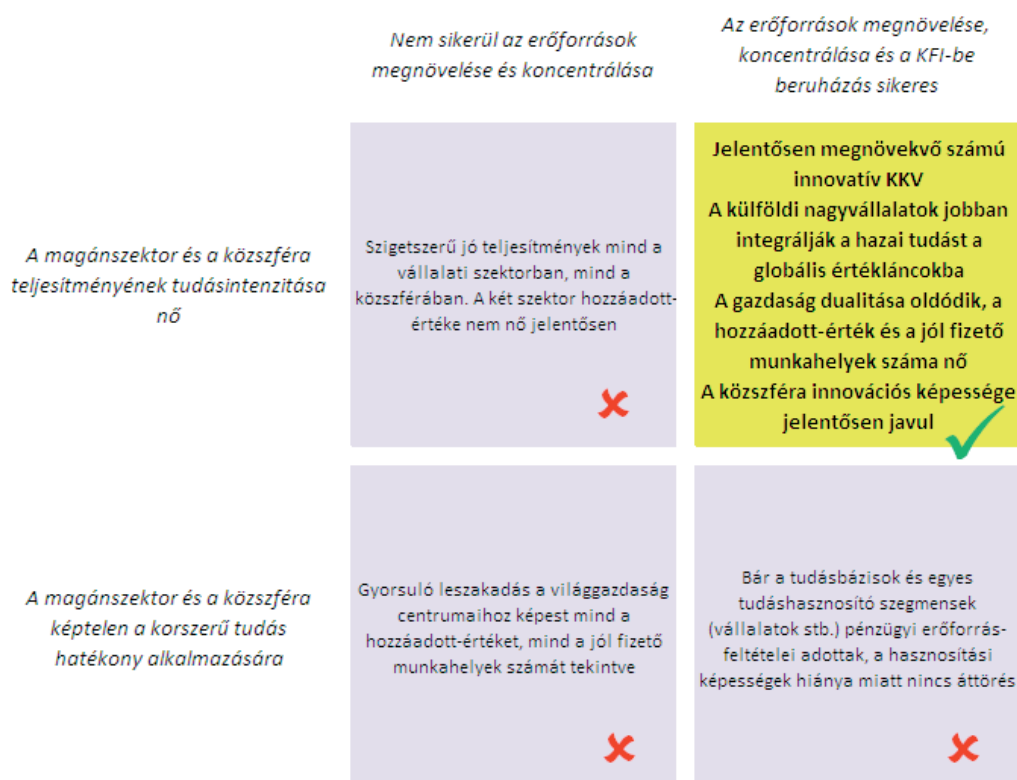 Nem sikerül az erőforrások
megnövelése és koncentrálása
Az erőforrások megnövelése,
koncentrálása és a KFI-be
beruházás sikeres
A magánszektor és a közszféra
teljesítményének tudásintenzitása
nő
Szigetszerű jó teljesítmények mind a
vállalati szektorban, mind a
közszférában. A két szektor hozzáadott-
értéke nem nő jelentősen
Jelentősen megnövekvő számú
innovatív KKV
A külföldi nagyvállalatok jobban
integrálják a hazai tudást a
globális értékláncokba
A gazdaság dualitása oldódik, a
hozzáadott-érték és a jól fizető
munkahelyek száma nő
A közszféra innovációs képessége
jelentősen javul
A magánszektor és a közszféra
képtelen a korszerű tudás
hatékony alkalmazására
Gyorsuló leszakadás a világgazdaság
centrumaihoz képest mind a
hozzáadott-értéket, mind a jól fizető
munkahelyek számát tekintve
Bár a tudásbázisok és egyes
tudáshasznosító szegmensek
(vállalatok stb.) pénzügyi erőforrás-
feltételei adottak, a hasznosítási
képességek hiánya miatt nincs áttörés